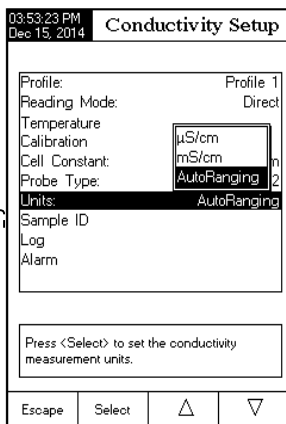 03:53:23 PM
Dec 15, 2014
Conductivity Setup
Profile: Profile 1
Reading Mode: Direct
Temperature
Calibration
µS/cm
mS/cm
AutoRanging
Cell Constant:
Probe Type: 2
Units: AutoRanging
Sample ID
Log
Alarm
Press <Select> to set the conductivity
measurement units.
Escape Select